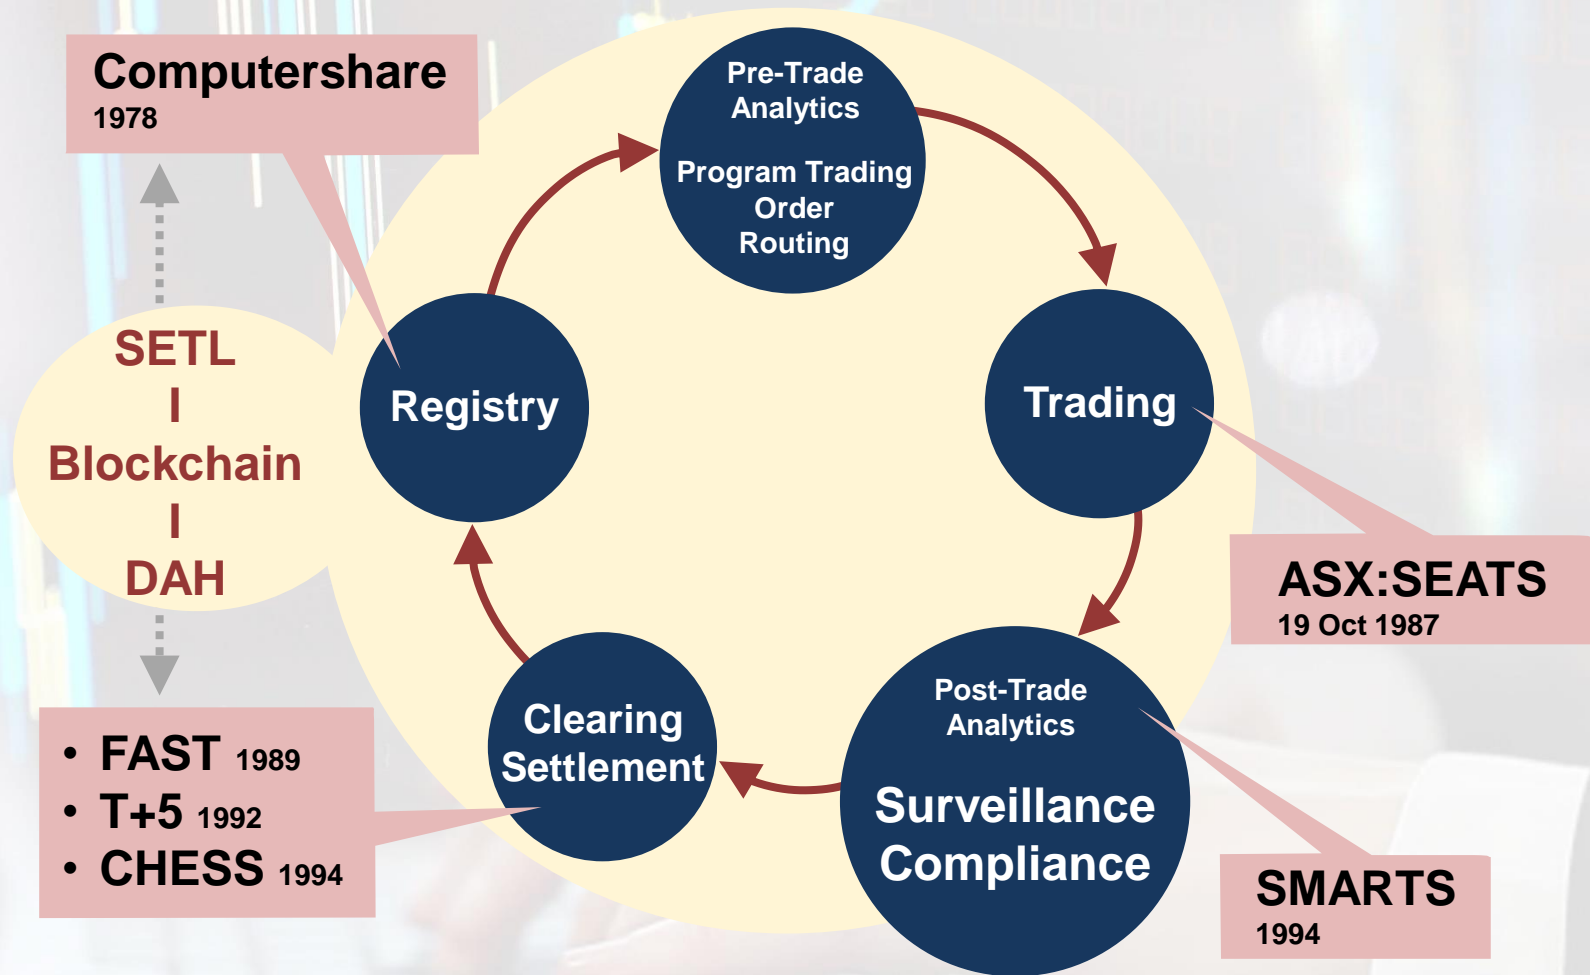 Computershare
1978
Pre-Trade
Analytics
Program Trading
Order
Routing
SETL
I
Blockchain
I
DAH
Registry
Trading
ASX:SEATS
19 Oct 1987
Clearing
Settlement
Post-Trade
Analytics
Surveillance
Compliance
• FAST 1989
• T+5 1992
• CHESS 1994
SMARTS
1994